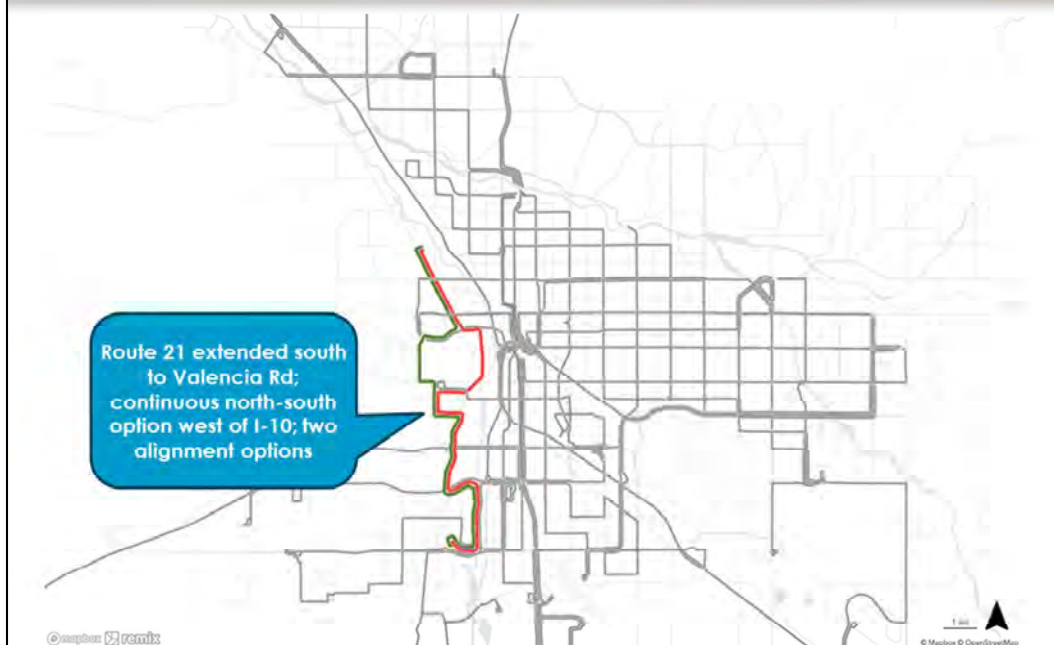 Route 21 extended south
to Valencia Rd;
continuous north-south
option west of I-10; two
alignment options
1 mi
© mapbox remix
© Mapbox © OpenStreetMap